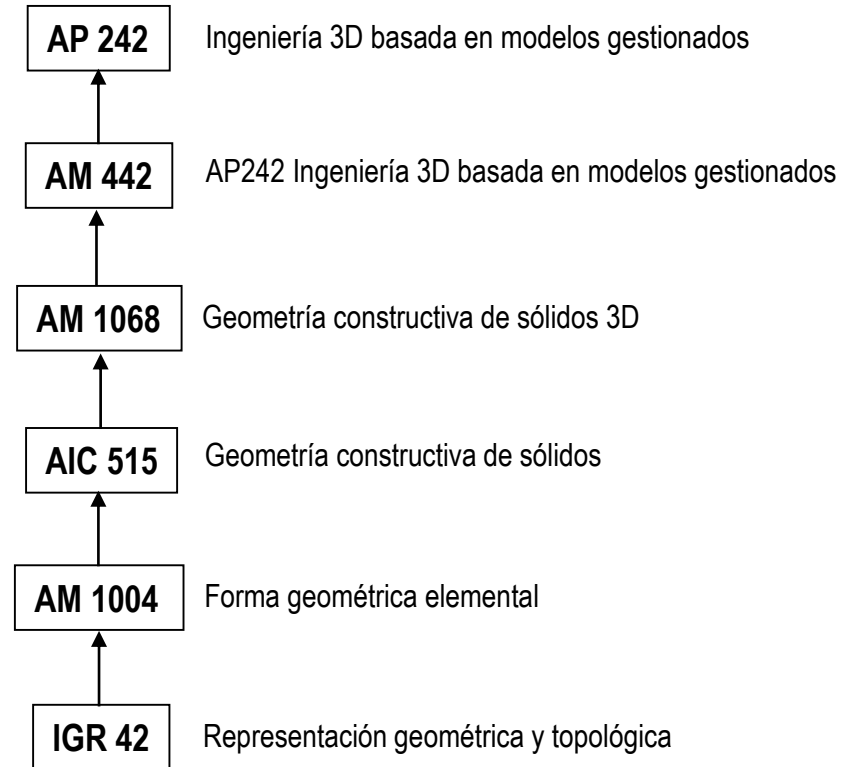 AP 242 Ingeniería 3D basada en modelos gestionados
AM 442 AP242 Ingeniería 3D basada en modelos gestionados
AM 1068 Geometría constructiva de sólidos 3D
AIC 515 Geometría constructiva de sólidos
AM 1004 Forma geométrica elemental
IGR 42 Representación geométrica y topológica